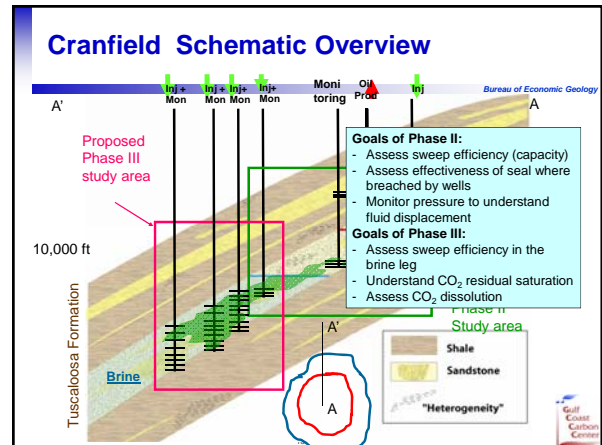 Cranfield Schematic Overview
Inj + Mon
Inj + Mon
Inj+ Mon
Inj+ Mon
Moni toring
Oil Prod
Inj
Bureau of Economic Geology
A'
A
Proposed
Phase III
study area
Goals of Phase II:
- Assess sweep efficiency (capacity)
- Assess effectiveness of seal where
breached by wells
- Monitor pressure to understand
fluid displacement
Goals of Phase III:
- Assess sweep efficiency in the
brine leg
- Understand CO2 residual saturation
- Assess CO2 dissolution
10,000 ft
Phase II
Study area
Tuscaloosa Formation
Brine
A'
A
Shale
Sandstone
"Heterogeneity"
Gulf
Coast
Carbon
Center